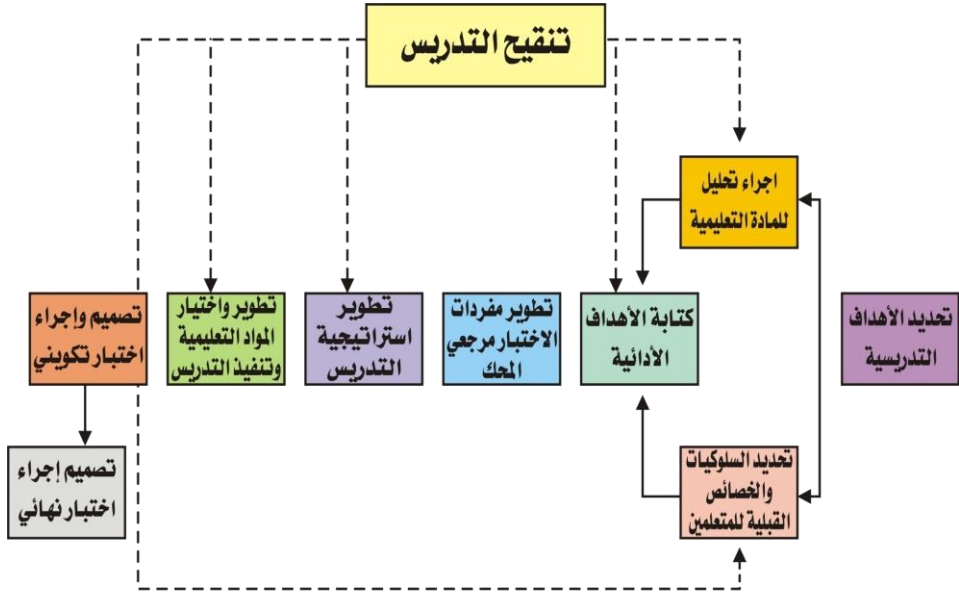 تنقيح التدريس
اجراء تحليل
للمادة التعليمية
تحديد الأهداف
التدريسية
كتابة الأهداف
الأدائية
تطوير مفردات
الاختبار مرجعي
المحك
تطوير
استراتيجية
التدريس
تطوير واختيار
المواد التعليمية
وتنفيذ التدريس
تصميم وإجراء
اختبار تكويني
تحديد السلوكيات
والخصائص
القبلية للمتعلمين
تصميم إجراء
اختبار نهائي